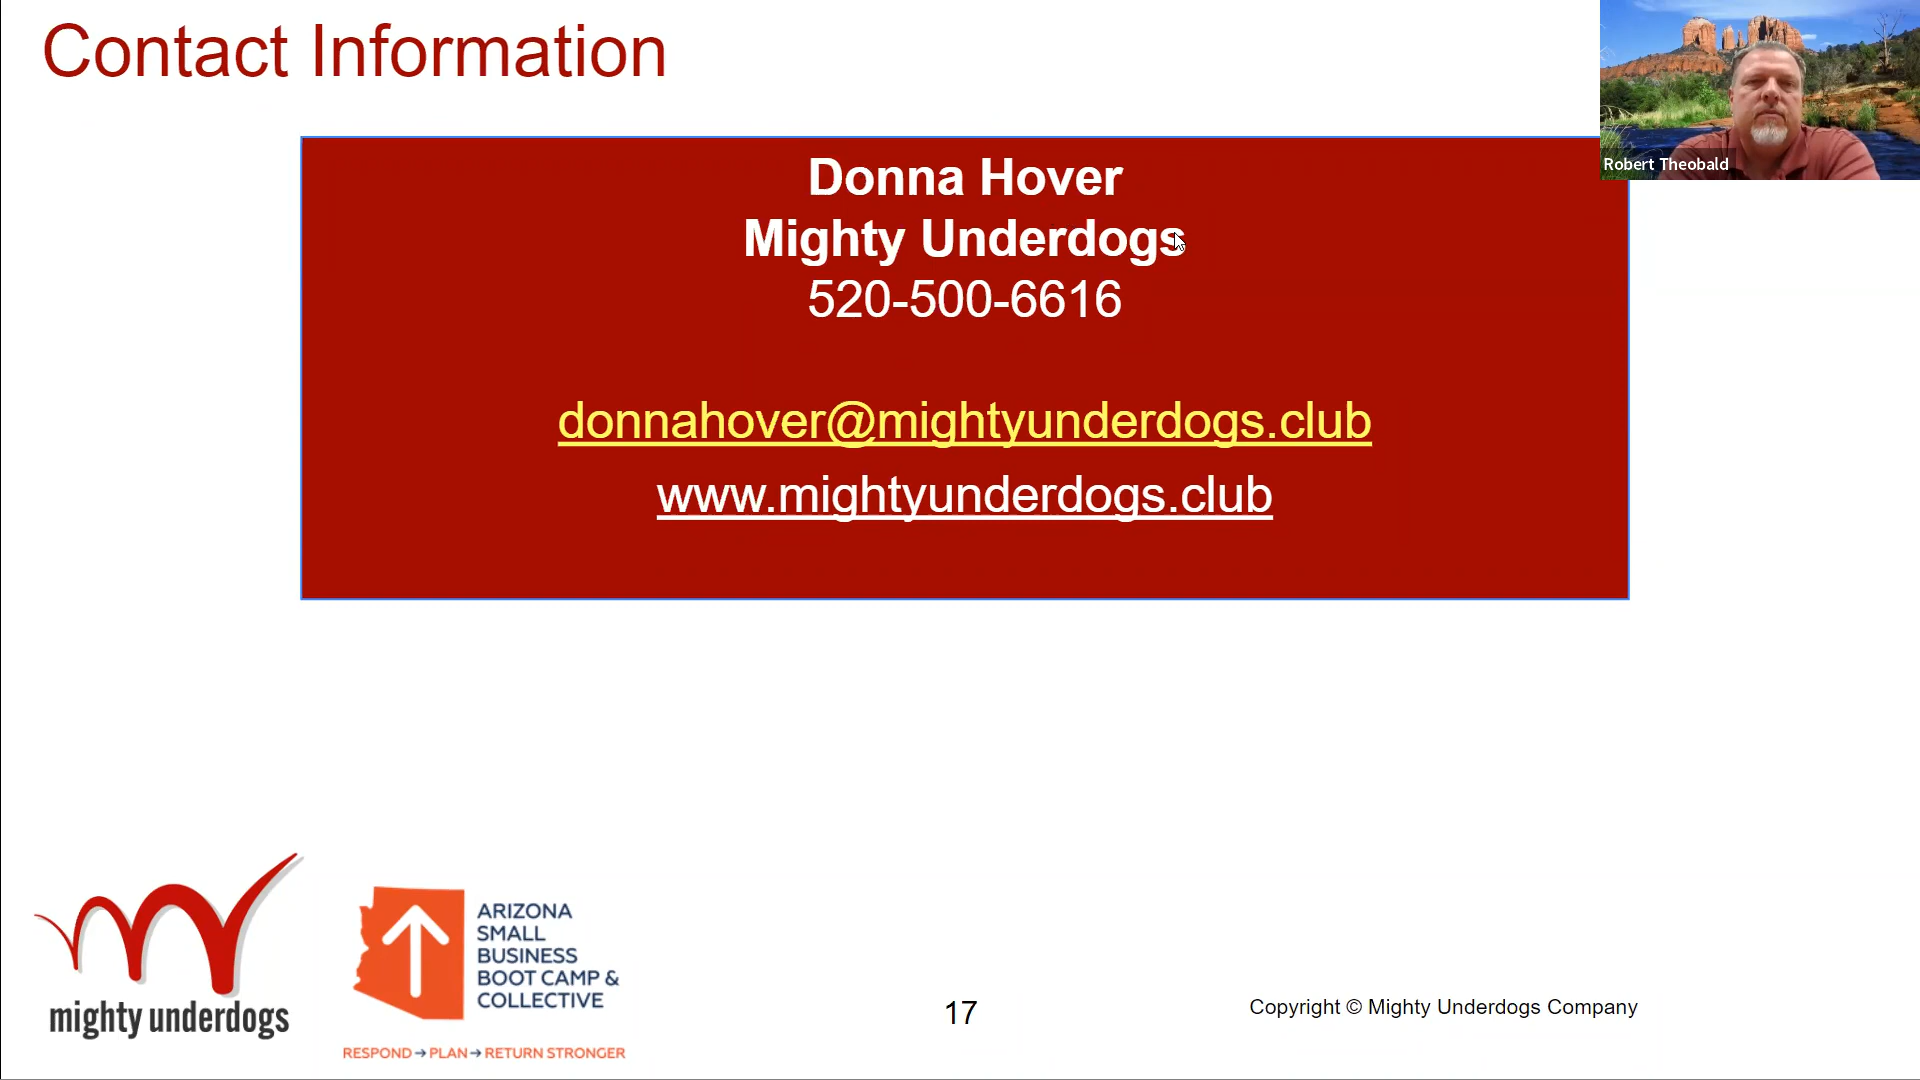 Contact Information
Robert Theobald
Donna Hover
Mighty Underdogs
520-500-6616
donnahover@mightyunderdogs.club
www.mightyunderdogs.club
mighty underdogs
ARIZONA
SMALL
BUSINESS
BOOT CAMP &
COLLECTIVE
RESPOND→PLAN→RETURN STRONGER
17
Copyright © Mighty Underdogs Company